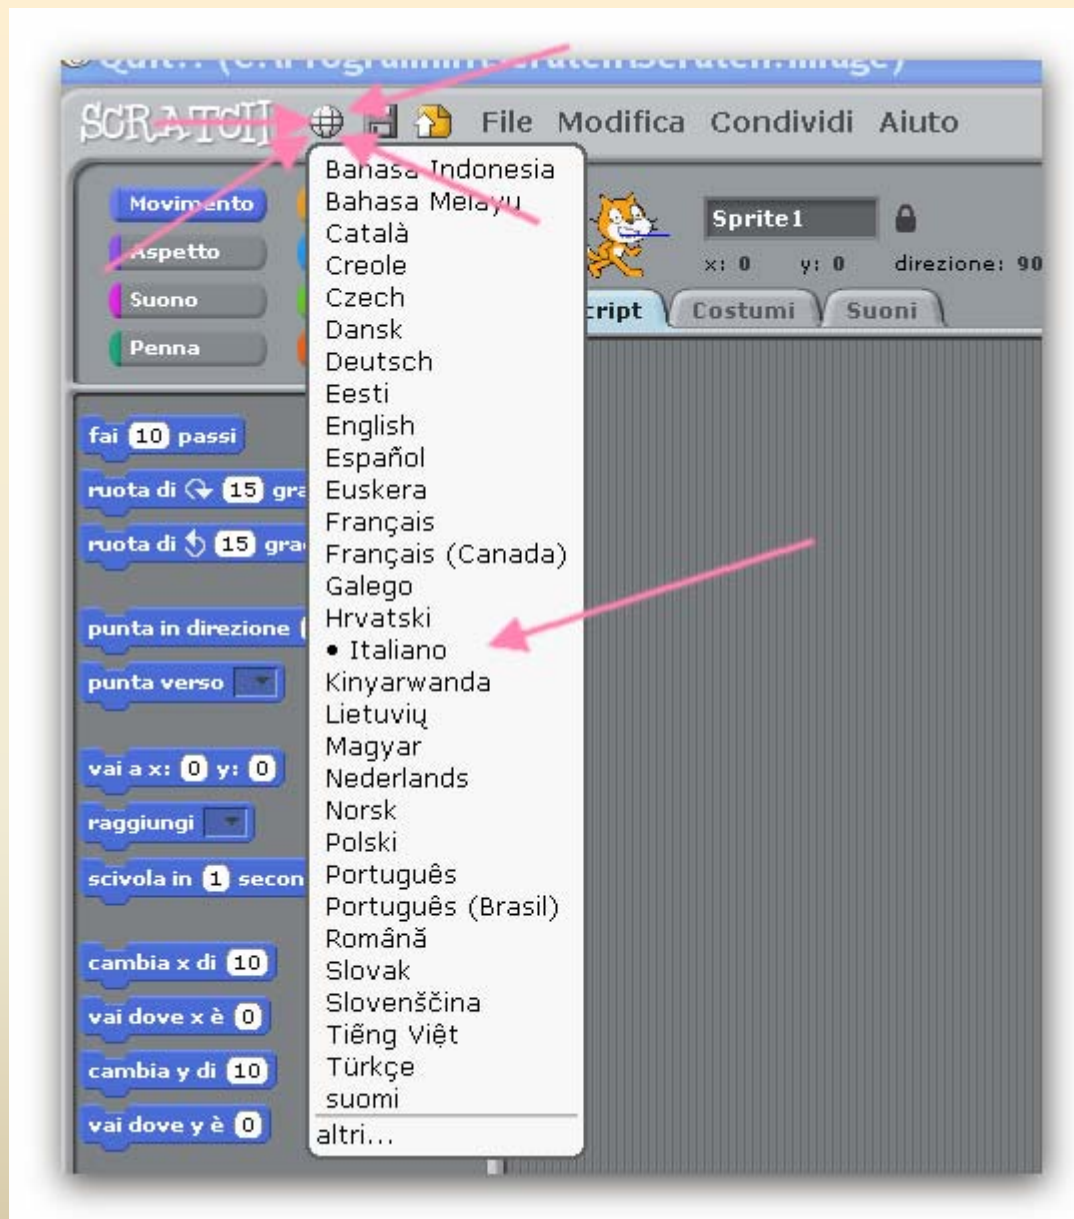 SCRATCH File Modifica Condividi Aiuto
Movimento
Aspetto
Suono
Penna
Sprite1
x: 0 y: 0 direzione: 90
Costumi Suoni
fai 10 passi
ruota di 15
ruota di 15
punta in direzione
punta verso
vai a x: 0 y: 0
raggiungi
scivola in 1
cambia x di 10
vai dove x è 0
cambia y di 10
vai dove y è 0
Bahasa Indonesia
Bahasa Melayu
Català
Creole
Czech
Dansk
Deutsch
Eesti
English
Español
Euskera
Français
Français (Canada)
Galego
Hrvatski
• Italiano
Kinyarwanda
Lietuvių
Magyar
Nederlands
Norsk
Polski
Português
Português (Brasil)
Română
Slovak
Slovenščina
Tiếng Việt
Türkçe
suomi
altri...